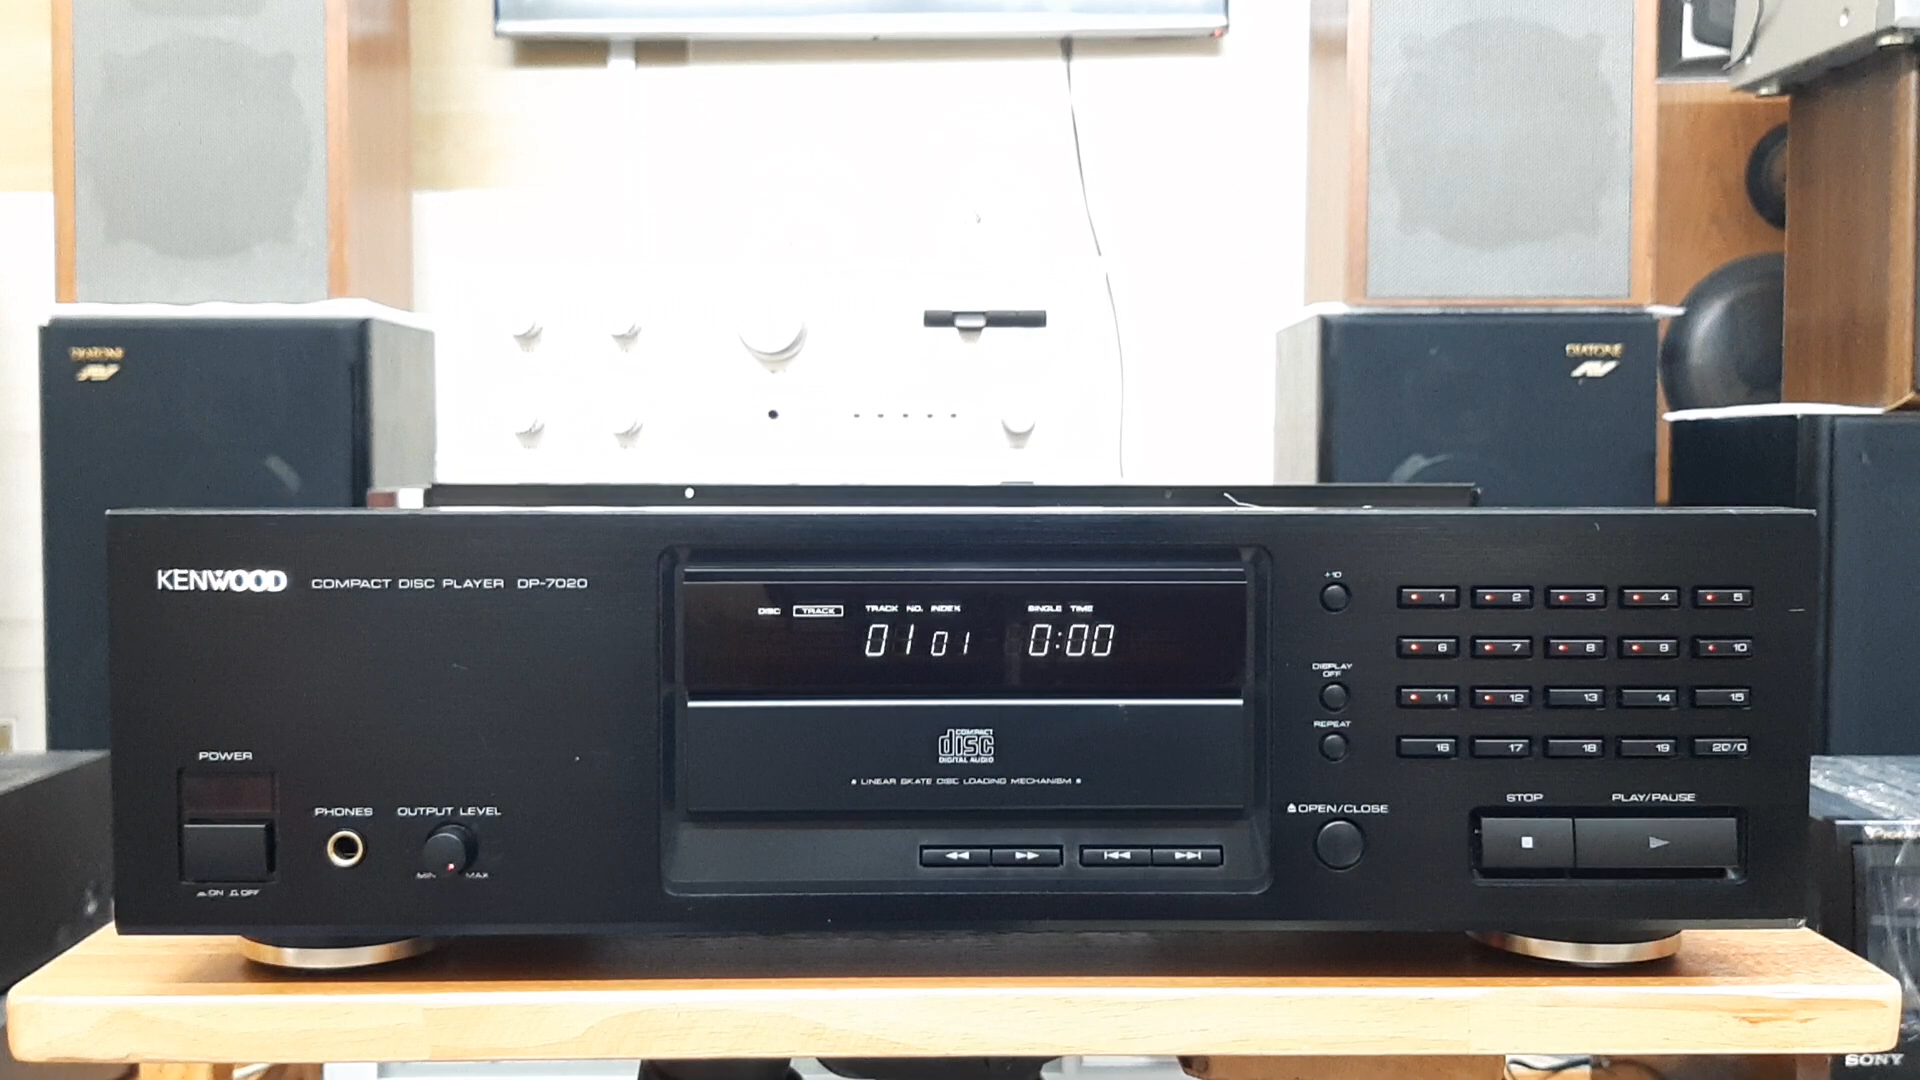 DIATONE
DIATONE
KENWOOD COMPACT DISC PLAYER DP-7020
DISC TRACK TRACK NO. INDEX SINGLE TIME
01 01 0:00
COMPACT
disc
DIGITAL AUDIO
LINEAR SKATE DISC LOADING MECHANISM
POWER
ON OFF
PHONES
OUTPUT LEVEL
MIN MAX
+10
1 2 3 4 5
6 7 8 9 10
DISPLAY
OFF
11 12 13 14 15
REPEAT
16 17 18 19 20/0
OPEN/CLOSE
STOP PLAY/PAUSE
SONY